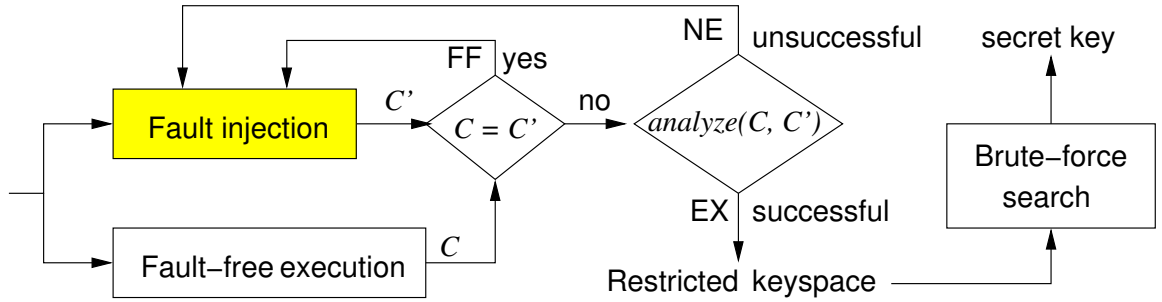 NE
unsuccessful
secret key
FF
yes
Fault injection
C'
C = C'
no
analyze(C, C')
Brute-force
search
Fault-free execution
C
EX
successful
Restricted keyspace